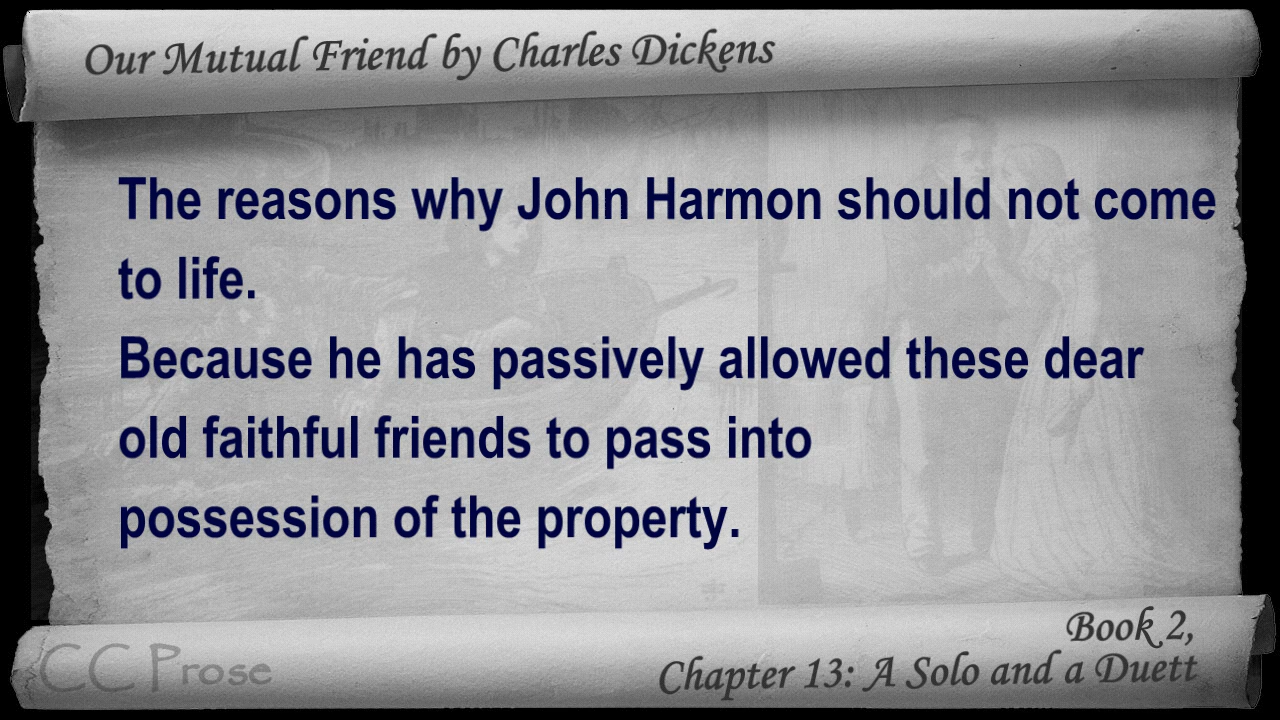 Our Mutual Friend by Charles Dickens
The reasons why John Harmon should not come
to life.
Because he has passively allowed these dear
old faithful friends to pass into
possession of the property.
Book 2,
Chapter 13: A Solo and a Duett
CC Prose